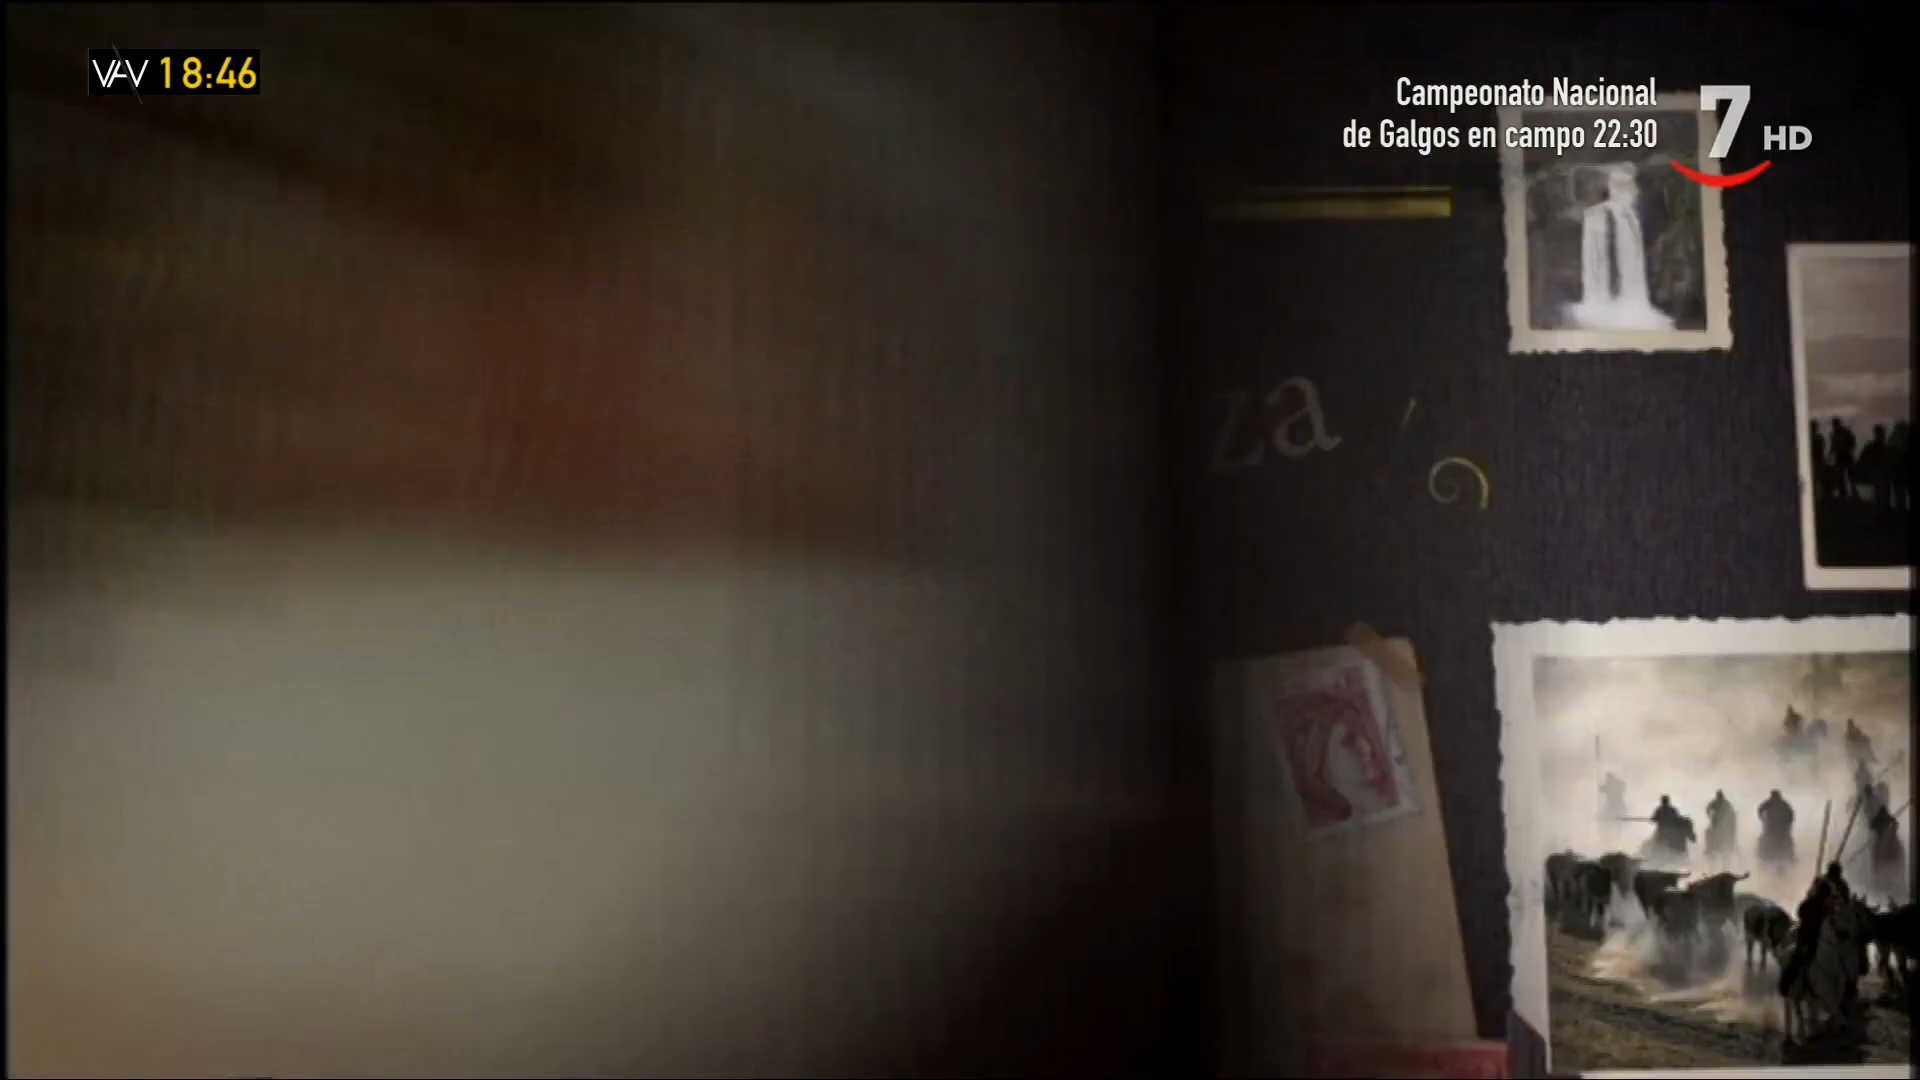 VAV 18:46
Campeonato Nacional
de Galgos en campo 22:30
7 HD
za